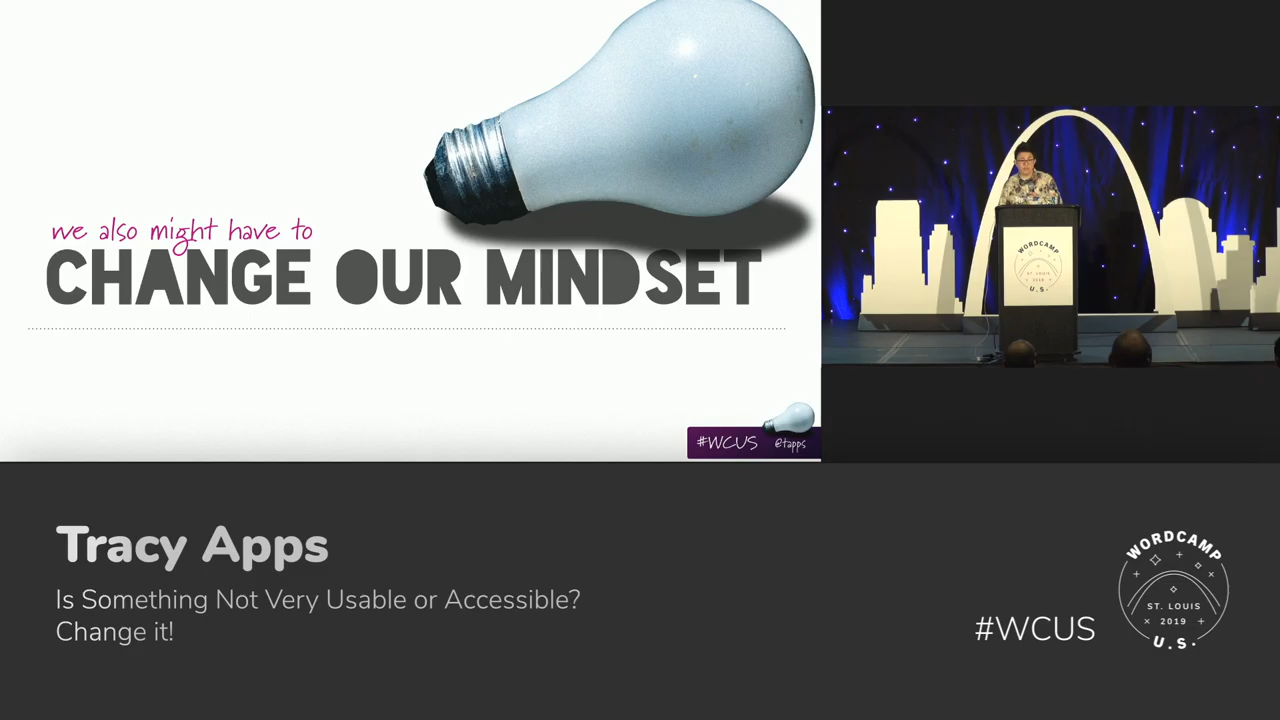 we also might have to
CHANGE OUR MINDSET
#WCUS @tapps
WORDCAMP
ST. LOUIS
2019
U.S.
Tracy Apps
Is Something Not Very Usable or Accessible?
Change it!
#WCUS
WORDCAMP
ST. LOUIS
2019
U.S.